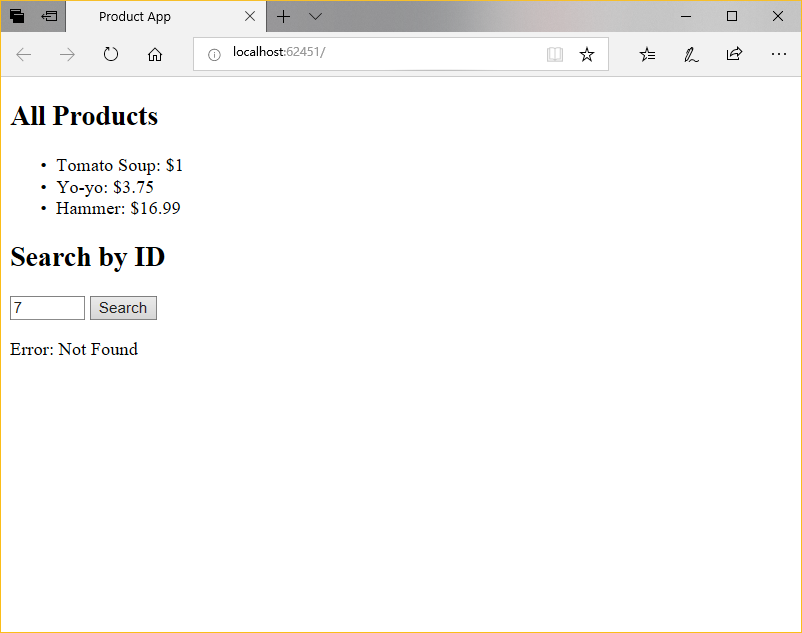 Product App
localhost:62451/
All Products
• Tomato Soup: $1
• Yo-yo: $3.75
• Hammer: $16.99
Search by ID
7 Search
Error: Not Found